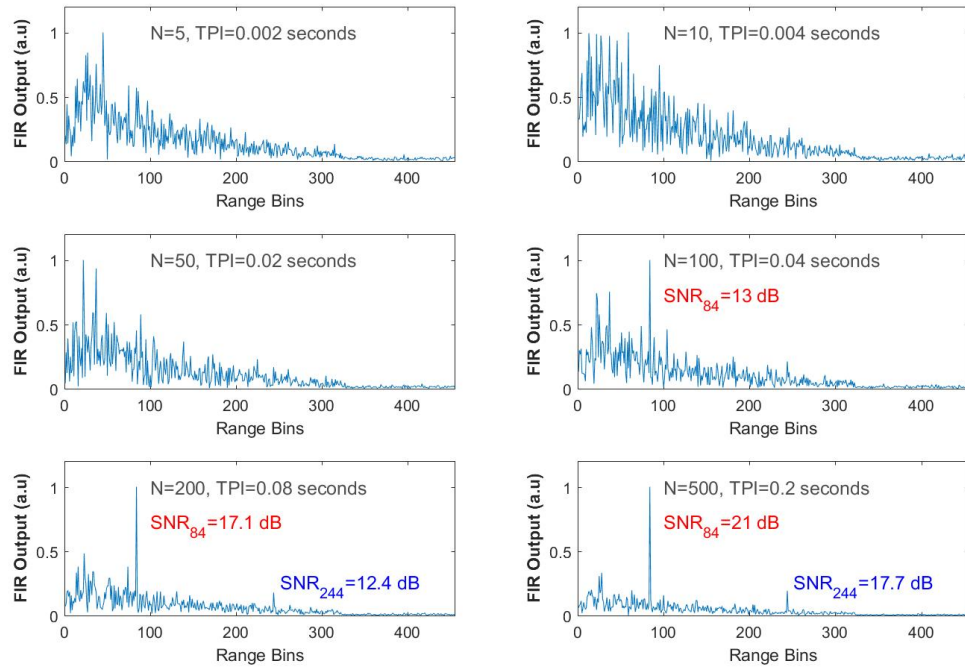 N=5, TPI=0.002 seconds
FIR Output (a.u)
1
0.5
0
0 100 200 300 400
Range Bins
N=10, TPI=0.004 seconds
FIR Output (a.u)
1
0.5
0
0 100 200 300 400
Range Bins
N=50, TPI=0.02 seconds
FIR Output (a.u)
1
0.5
0
0 100 200 300 400
Range Bins
N=100, TPI=0.04 seconds
SNR84=13 dB
FIR Output (a.u)
1
0.5
0
0 100 200 300 400
Range Bins
N=200, TPI=0.08 seconds
SNR84=17.1 dB
SNR244=12.4 dB
FIR Output (a.u)
1
0.5
0
0 100 200 300 400
Range Bins
N=500, TPI=0.2 seconds
SNR84=21 dB
SNR244=17.7 dB
FIR Output (a.u)
1
0.5
0
0 100 200 300 400
Range Bins